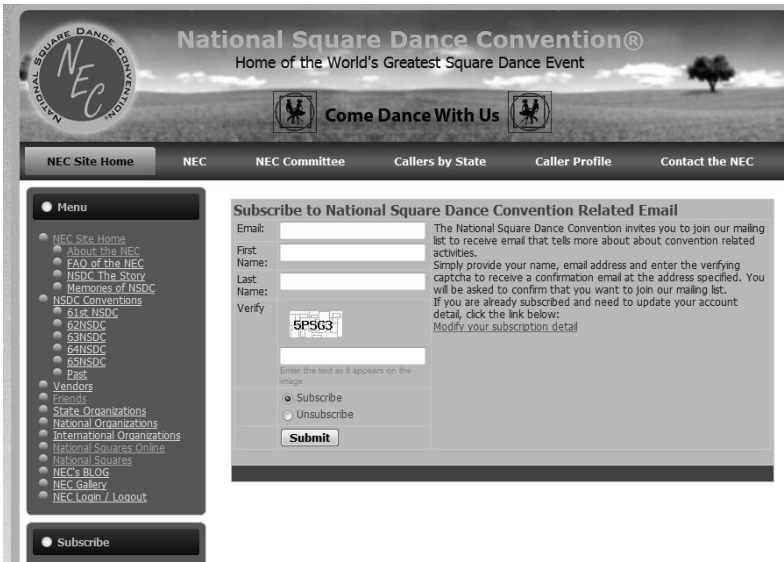 NATIONAL SQUARE DANCE CONVENTION®
NEC
National Square Dance Convention®
Home of the World's Greatest Square Dance Event
Come Dance With Us
NEC Site Home
NEC
NEC Committee
Callers by State
Caller Profile
Contact the NEC
Menu
NEC Site Home
About the NEC
FAQ of the NEC
NSDC The Story
Memories of NSDC
NSDC Conventions
61st NSDC
62NSDC
63NSDC
64NSDC
65NSDC
Past
Vendors
Friends
State Organizations
National Organizations
International Organizations
National Squares Online
National Squares
NEC's BLOG
NEC Gallery
NEC Login / Logout
Subscribe
Subscribe to National Square Dance Convention Related Email
Email:
First
Name:
Last
Name:
Verify
5PSG3
Enter the text as it appears on the
image
Subscribe
Unsubscribe
Submit
The National Square Dance Convention invites you to join our mailing
list to receive email that tells more about about convention related
activities.
Simply provide your name, email address and enter the verifying
captcha to receive a confirmation email at the address specified. You
will be asked to confirm that you want to join our mailing list.
If you are already subscribed and need to update your account
detail, click the link below:
Modify your subscription detail